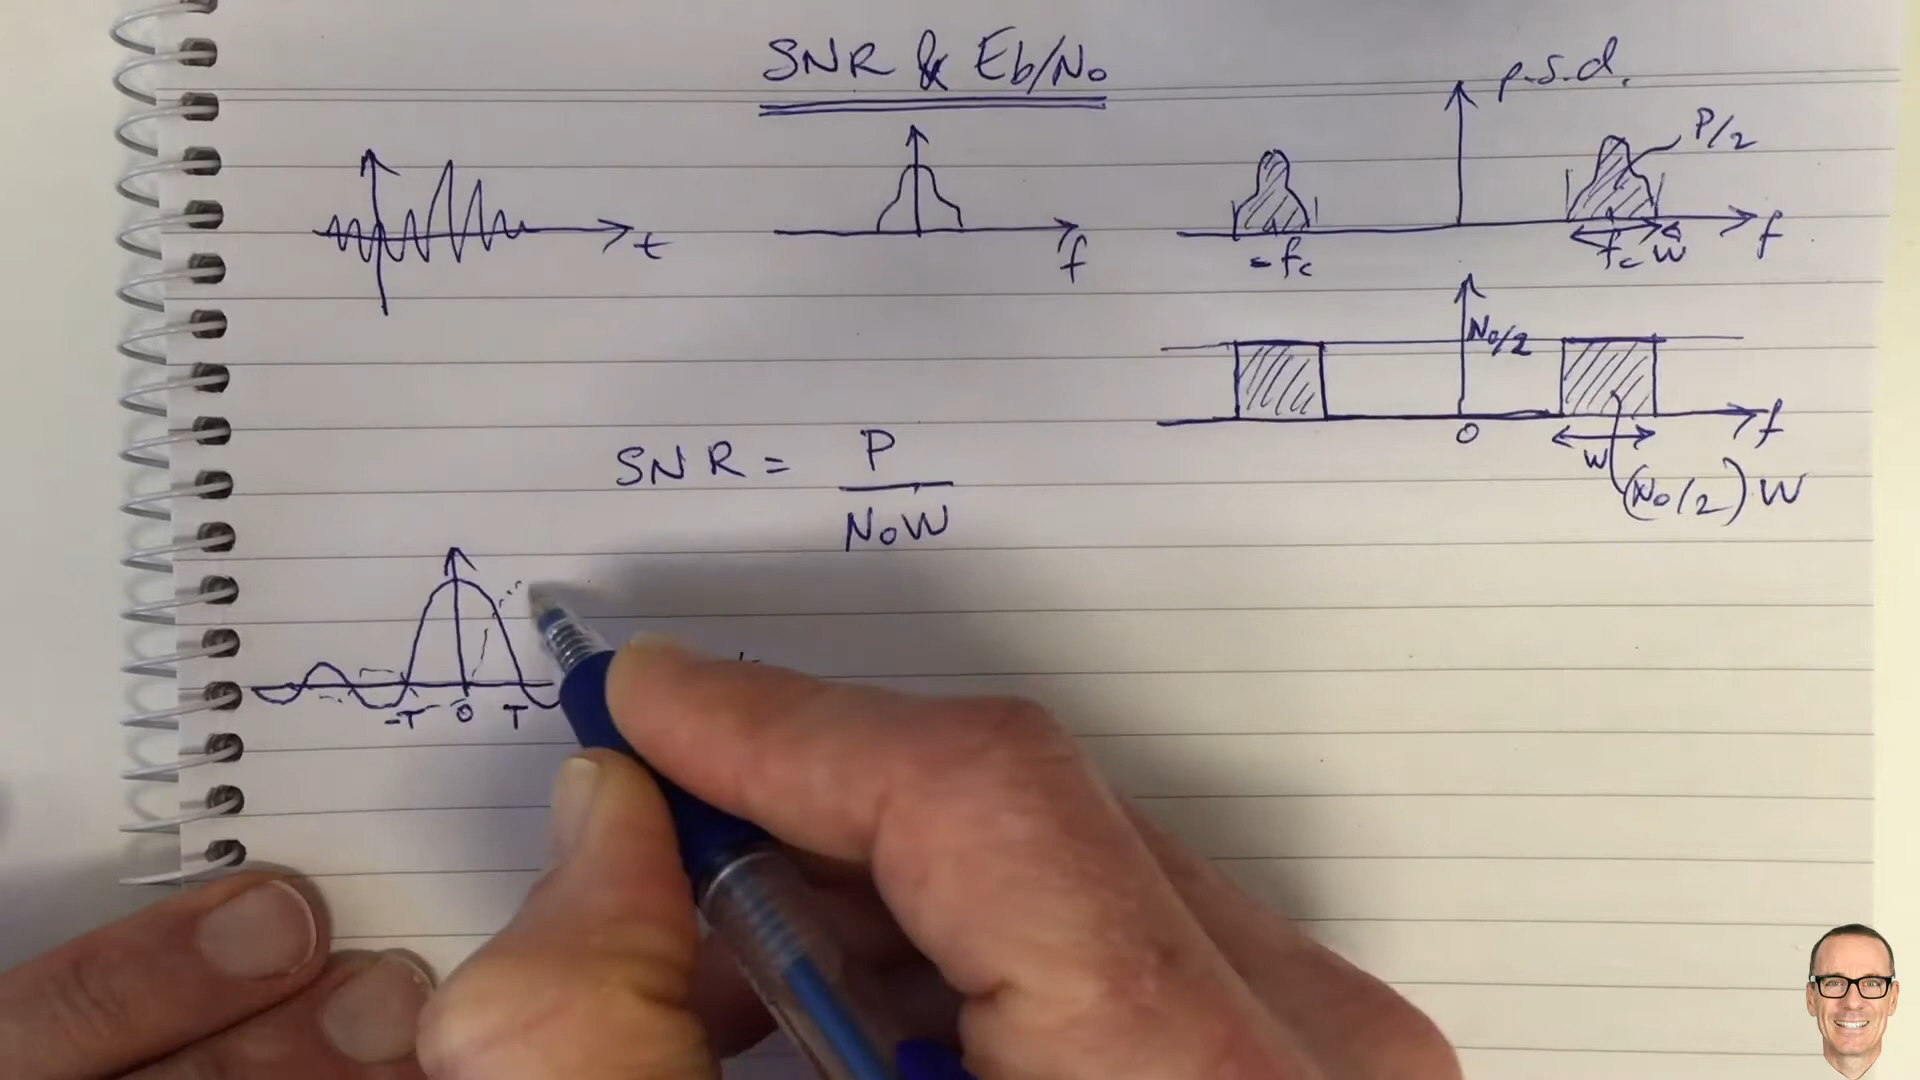 SNR & Eb/No
p.s.d.
P/2
t
f
-fc
fc
W
f
No/2
0
f
W
(No/2) W
SNR = P
NoW
-T 0 T